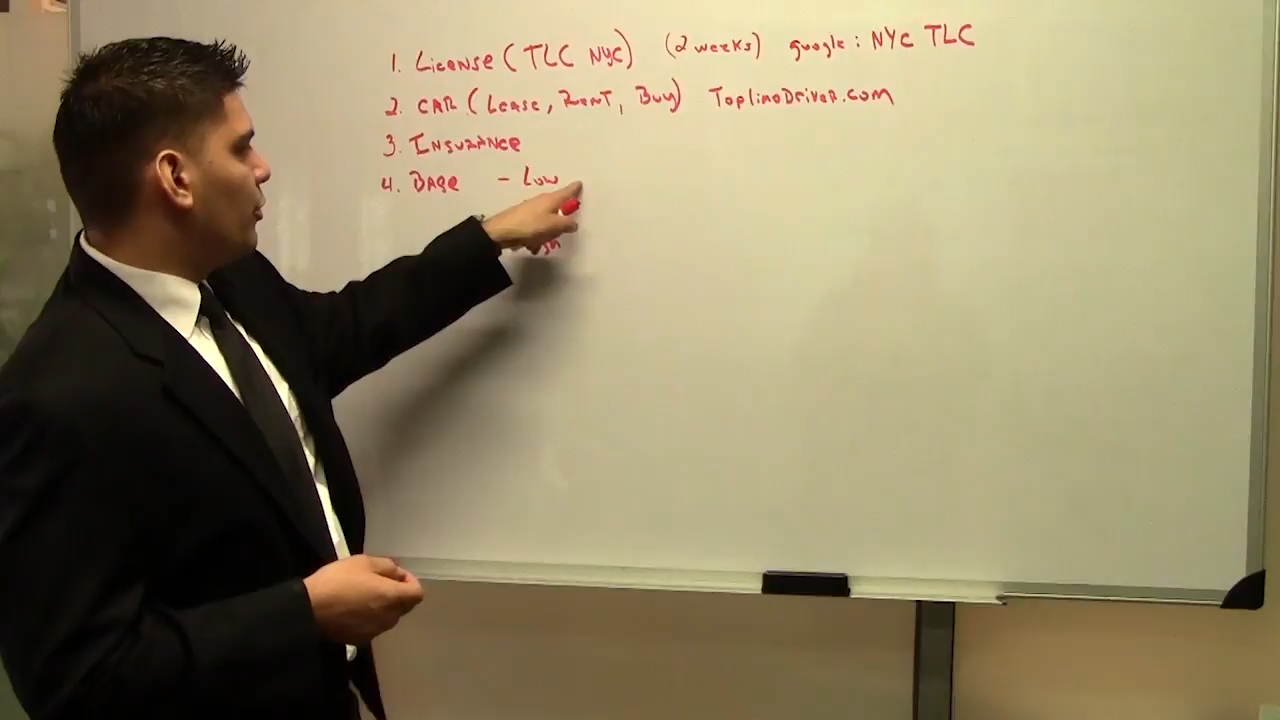 1. License (TLC NYC) (2 weeks) google: NYC TLC
2. CAR (Lease, Rent, Buy) ToplimoDriver.com
3. Insurance
4. Base - Low